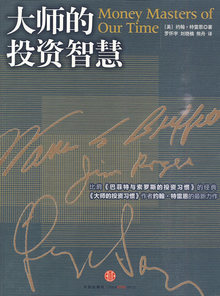 大师的
投资智慧
Money Masters of
Our Time
(美) 约翰·特雷恩 著
Warren Buffett
Jim Rogers
比肩《巴菲特与索罗斯的投资习惯》的经典
《大师的投资习惯》作者约翰·特雷恩的最新力作